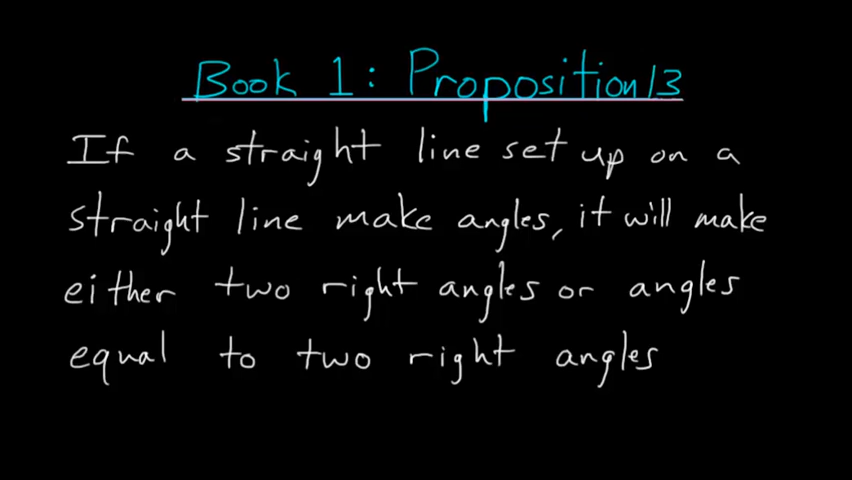 Book 1: Proposition 13
If a straight line set up on a
straight line make angles, it will make
either two right angles or angles
equal to two right angles